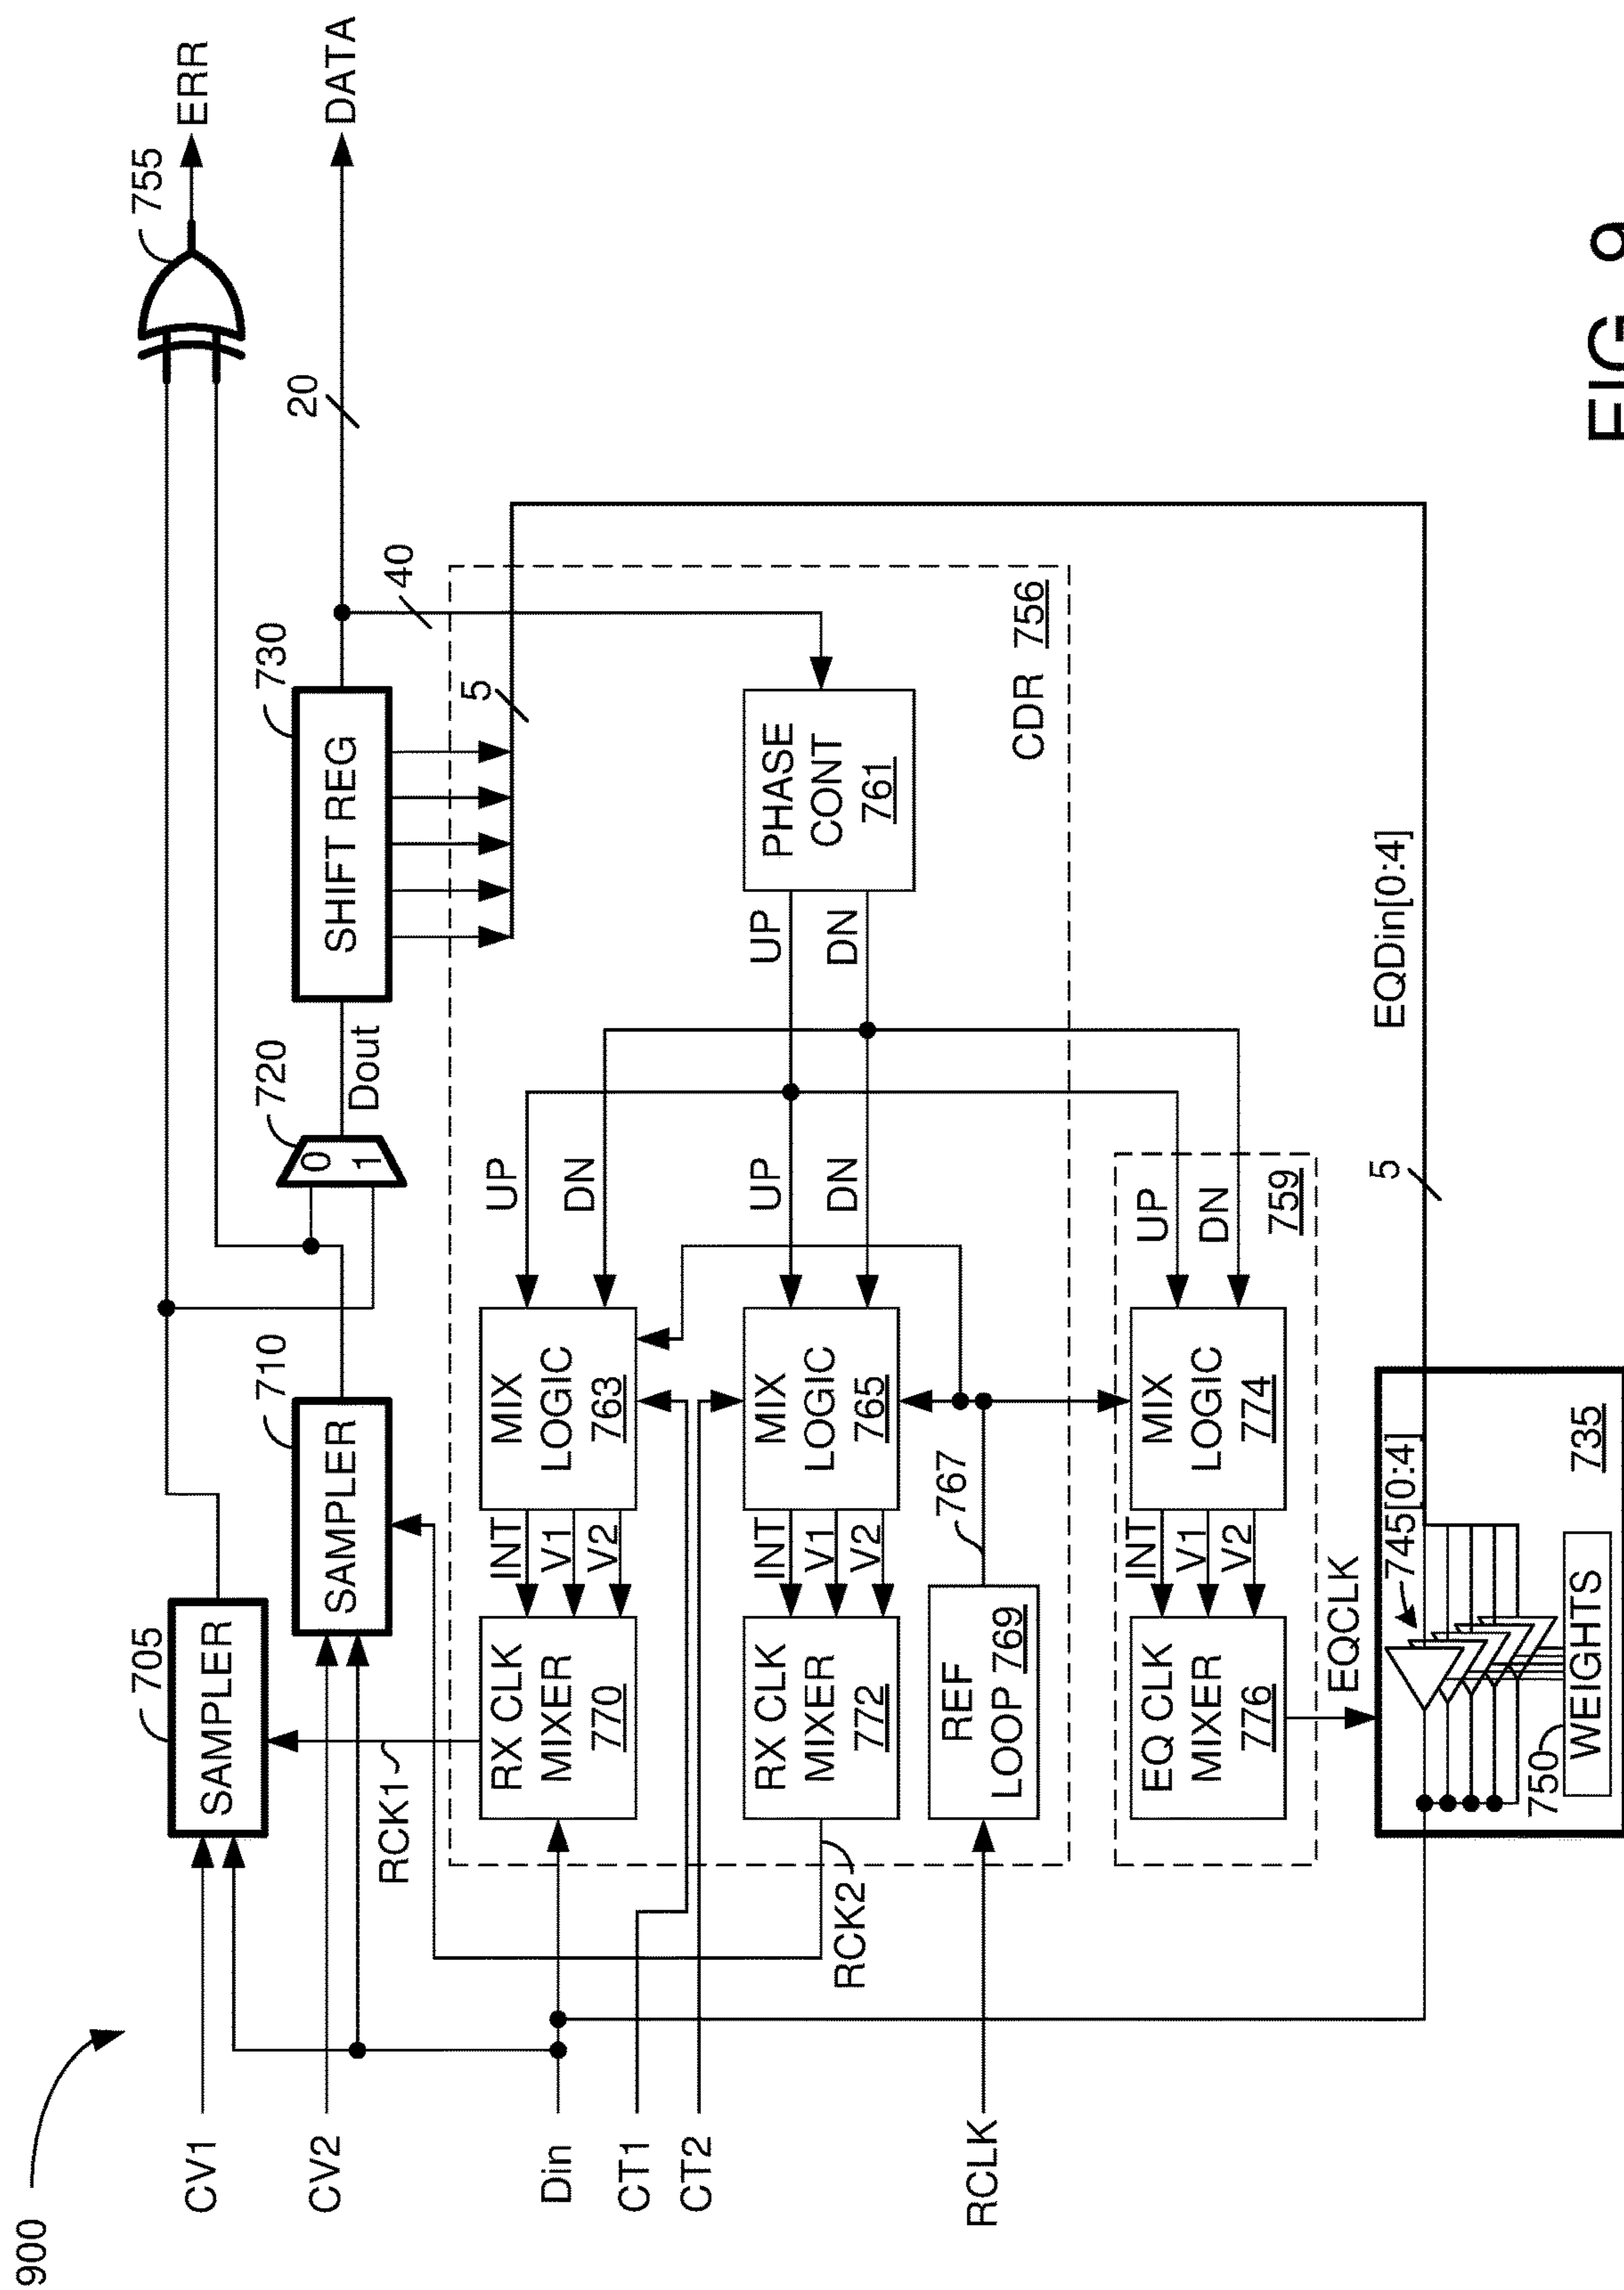 900
CV1
CV2
Din
CT1
CT2
RCLK
705
SAMPLER
710
SAMPLER
RCK1
RCK2
720
0
1
Dout
730
SHIFT REG
755
ERR
20
DATA
40
5
CDR 756
PHASE
CONT
761
UP
DN
UP
DN
UP
DN
UP
DN
MIX
LOGIC
763
INT
V1
V2
RX CLK
MIXER
770
MIX
LOGIC
765
INT
V1
V2
RX CLK
MIXER
772
767
REF
LOOP 769
759
MIX
LOGIC
774
INT
V1
V2
EQ CLK
MIXER
776
EQCLK
EQDin[0:4]
5
745[0:4]
735
750
WEIGHTS
FIG. 9